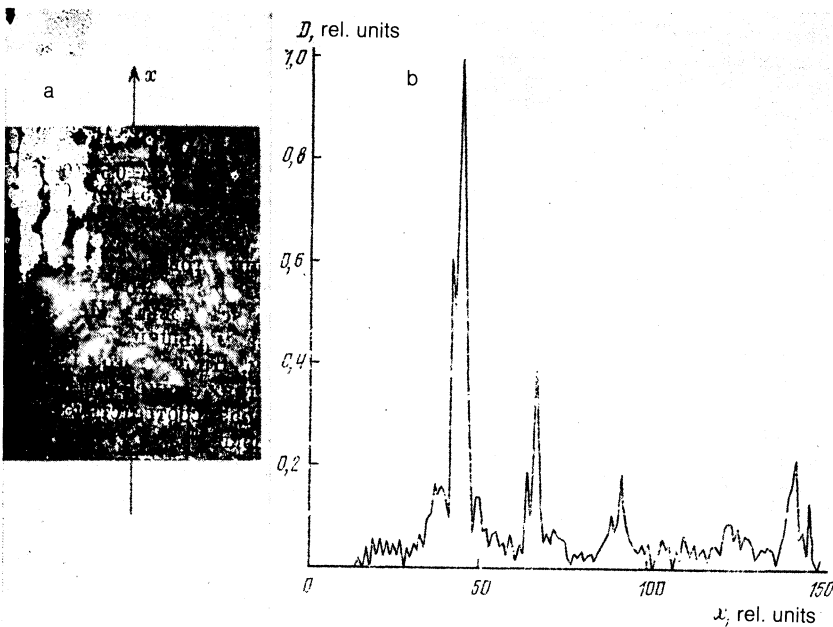 a
x
D, rel. units
b
1,0
0,8
0,6
0,4
0,2
0
50
100
150
x, rel. units